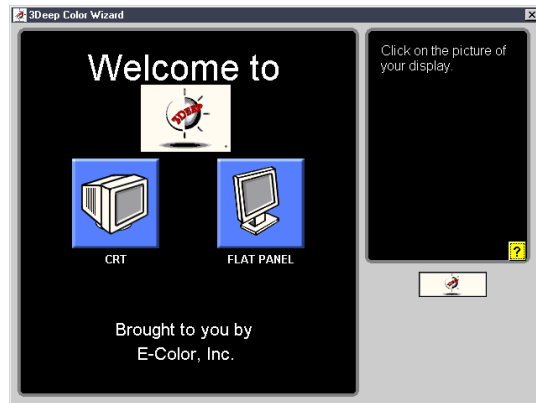 3Deep Color Wizard
Welcome to
3DEEP
CRT
FLAT PANEL
Brought to you by
E-Color, Inc.
Click on the picture of
your display.
?